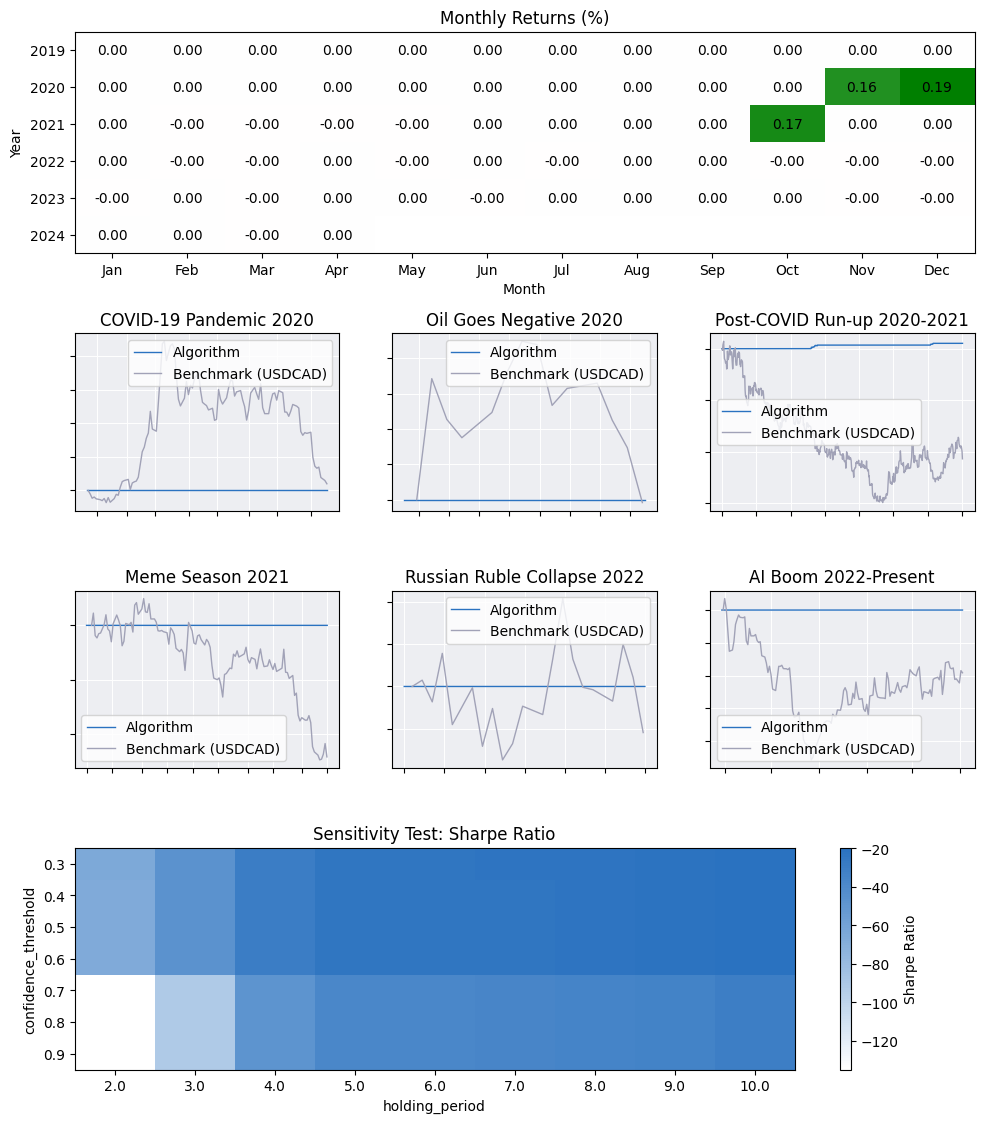 Monthly Returns (%)
Year
2019 0.00 0.00 0.00 0.00 0.00 0.00 0.00 0.00 0.00 0.00 0.00 0.00
2020 0.00 0.00 0.00 0.00 0.00 0.00 0.00 0.00 0.00 0.00 0.16 0.19
2021 0.00 -0.00 -0.00 -0.00 -0.00 0.00 0.00 0.00 0.00 0.17 0.00 0.00
2022 0.00 -0.00 -0.00 0.00 -0.00 0.00 -0.00 0.00 0.00 -0.00 -0.00 -0.00
2023 -0.00 0.00 -0.00 0.00 0.00 -0.00 0.00 0.00 0.00 0.00 -0.00 -0.00
2024 0.00 0.00 -0.00 0.00
Jan Feb Mar Apr May Jun Jul Aug Sep Oct Nov Dec
Month
COVID-19 Pandemic 2020
Algorithm
Benchmark (USDCAD)
Oil Goes Negative 2020
Algorithm
Benchmark (USDCAD)
Post-COVID Run-up 2020-2021
Algorithm
Benchmark (USDCAD)
Meme Season 2021
Algorithm
Benchmark (USDCAD)
Russian Ruble Collapse 2022
Algorithm
Benchmark (USDCAD)
AI Boom 2022-Present
Algorithm
Benchmark (USDCAD)
Sensitivity Test: Sharpe Ratio
confidence_threshold
0.3
0.4
0.5
0.6
0.7
0.8
0.9
2.0 3.0 4.0 5.0 6.0 7.0 8.0 9.0 10.0
holding_period
−20
−40
−60
−80
−100
−120
Sharpe Ratio